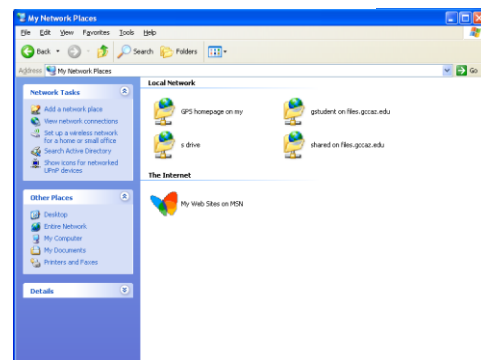 My Network Places
File Edit View Favorites Tools Help
Back Search Folders
Address My Network Places Go
Network Tasks
Add a network place
View network connections
Set up a wireless network
for a home or small office
Search Active Directory
Show icons for networked
UPnP devices
Other Places
Desktop
Entire Network
My Computer
My Documents
Printers and Faxes
Details
Local Network
GPS homepage on my
gstudent on files.gccaz.edu
s drive
shared on files.gccaz.edu
The Internet
My Web Sites on MSN